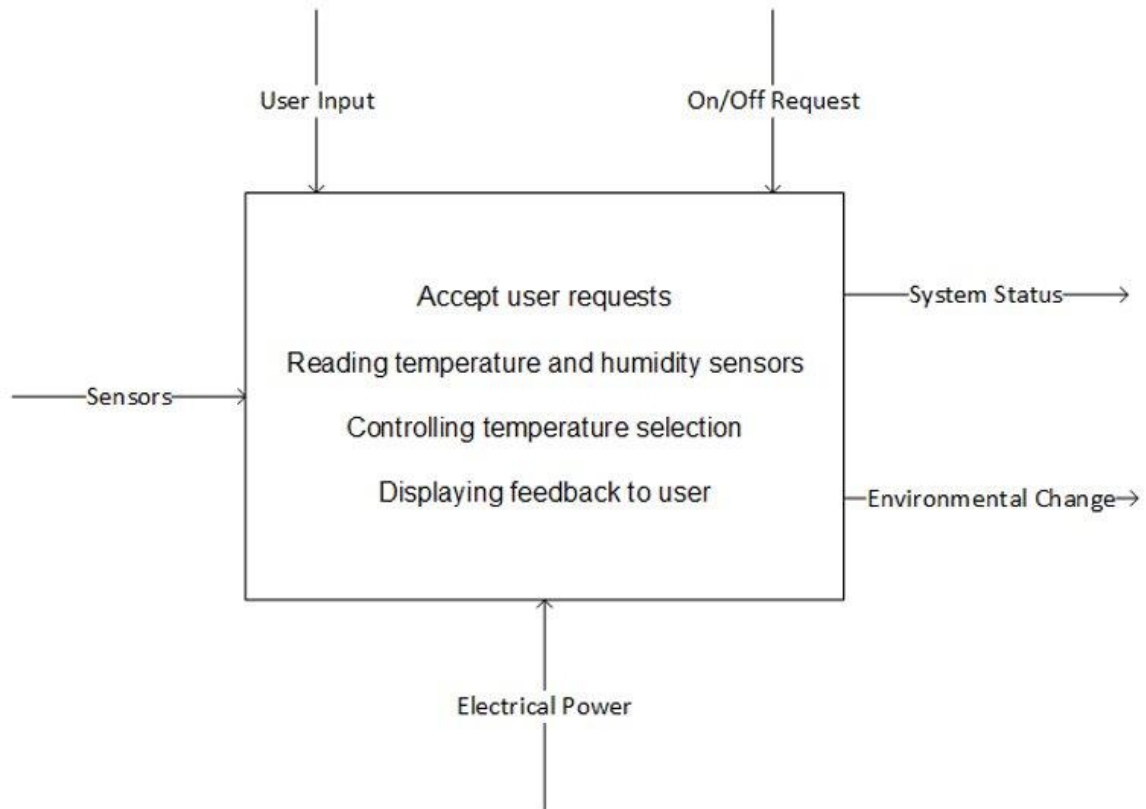 User Input
On/Off Request
Accept user requests
System Status
Reading temperature and humidity sensors
Sensors
Controlling temperature selection
Displaying feedback to user
Environmental Change
Electrical Power